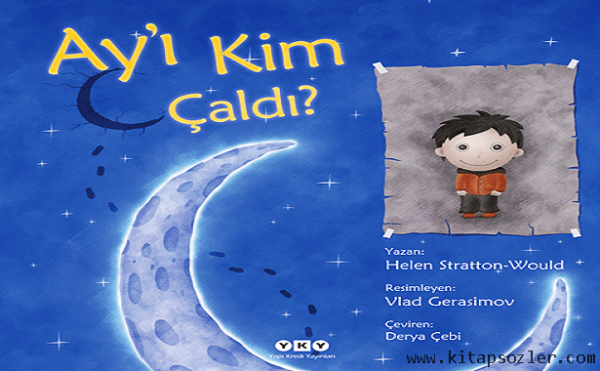 Ay'ı Kim
Çaldı?
Yazan:
Helen Stratton-Would
Resimleyen:
Vlad Gerasimov
Çeviren:
Derya Çebi
YKY
Yapı Kredi Yayınları
www.kitapsozler.com